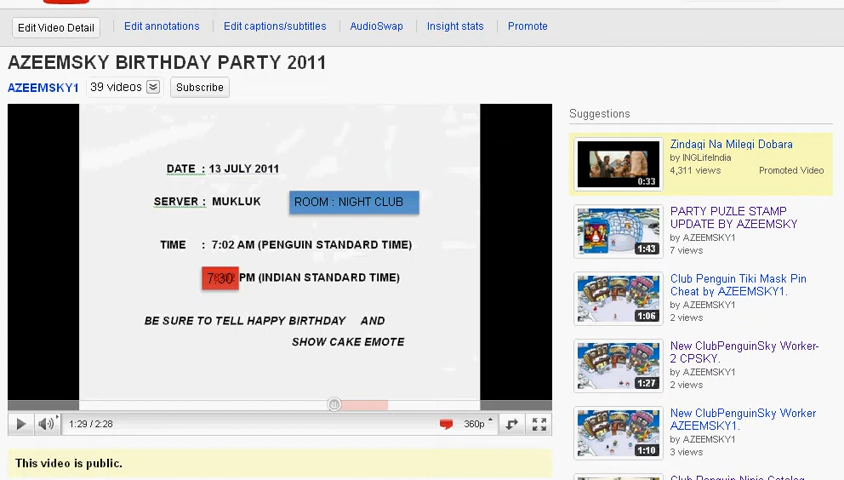 Edit Video Detail
Edit annotations
Edit captions/subtitles
AudioSwap
Insight stats
Promote
AZEEMSKY BIRTHDAY PARTY 2011
AZEEMSKY1 39 videos Subscribe
DATE : 13 JULY 2011
SERVER : MUKLUK ROOM : NIGHT CLUB
TIME : 7:02 AM (PENGUIN STANDARD TIME)
7:30 PM (INDIAN STANDARD TIME)
BE SURE TO TELL HAPPY BIRTHDAY AND
SHOW CAKE EMOTE
1:29 / 2:28 360p
This video is public.
Suggestions
Zindagi Na Milegi Dobara
by INGLifeIndia
4,311 views Promoted Video
0:33
PARTY PUZLE STAMP
UPDATE BY AZEEMSKY
by AZEEMSKY1
7 views
1:43
Club Penguin Tiki Mask Pin
Cheat by AZEEMSKY1.
by AZEEMSKY1
2 views
1:06
New ClubPenguinSky Worker-
2 CPSKY.
by AZEEMSKY1
2 views
1:27
New ClubPenguinSky Worker
AZEEMSKY1.
by AZEEMSKY1
3 views
1:10
Club Penguin Ninja Catalog